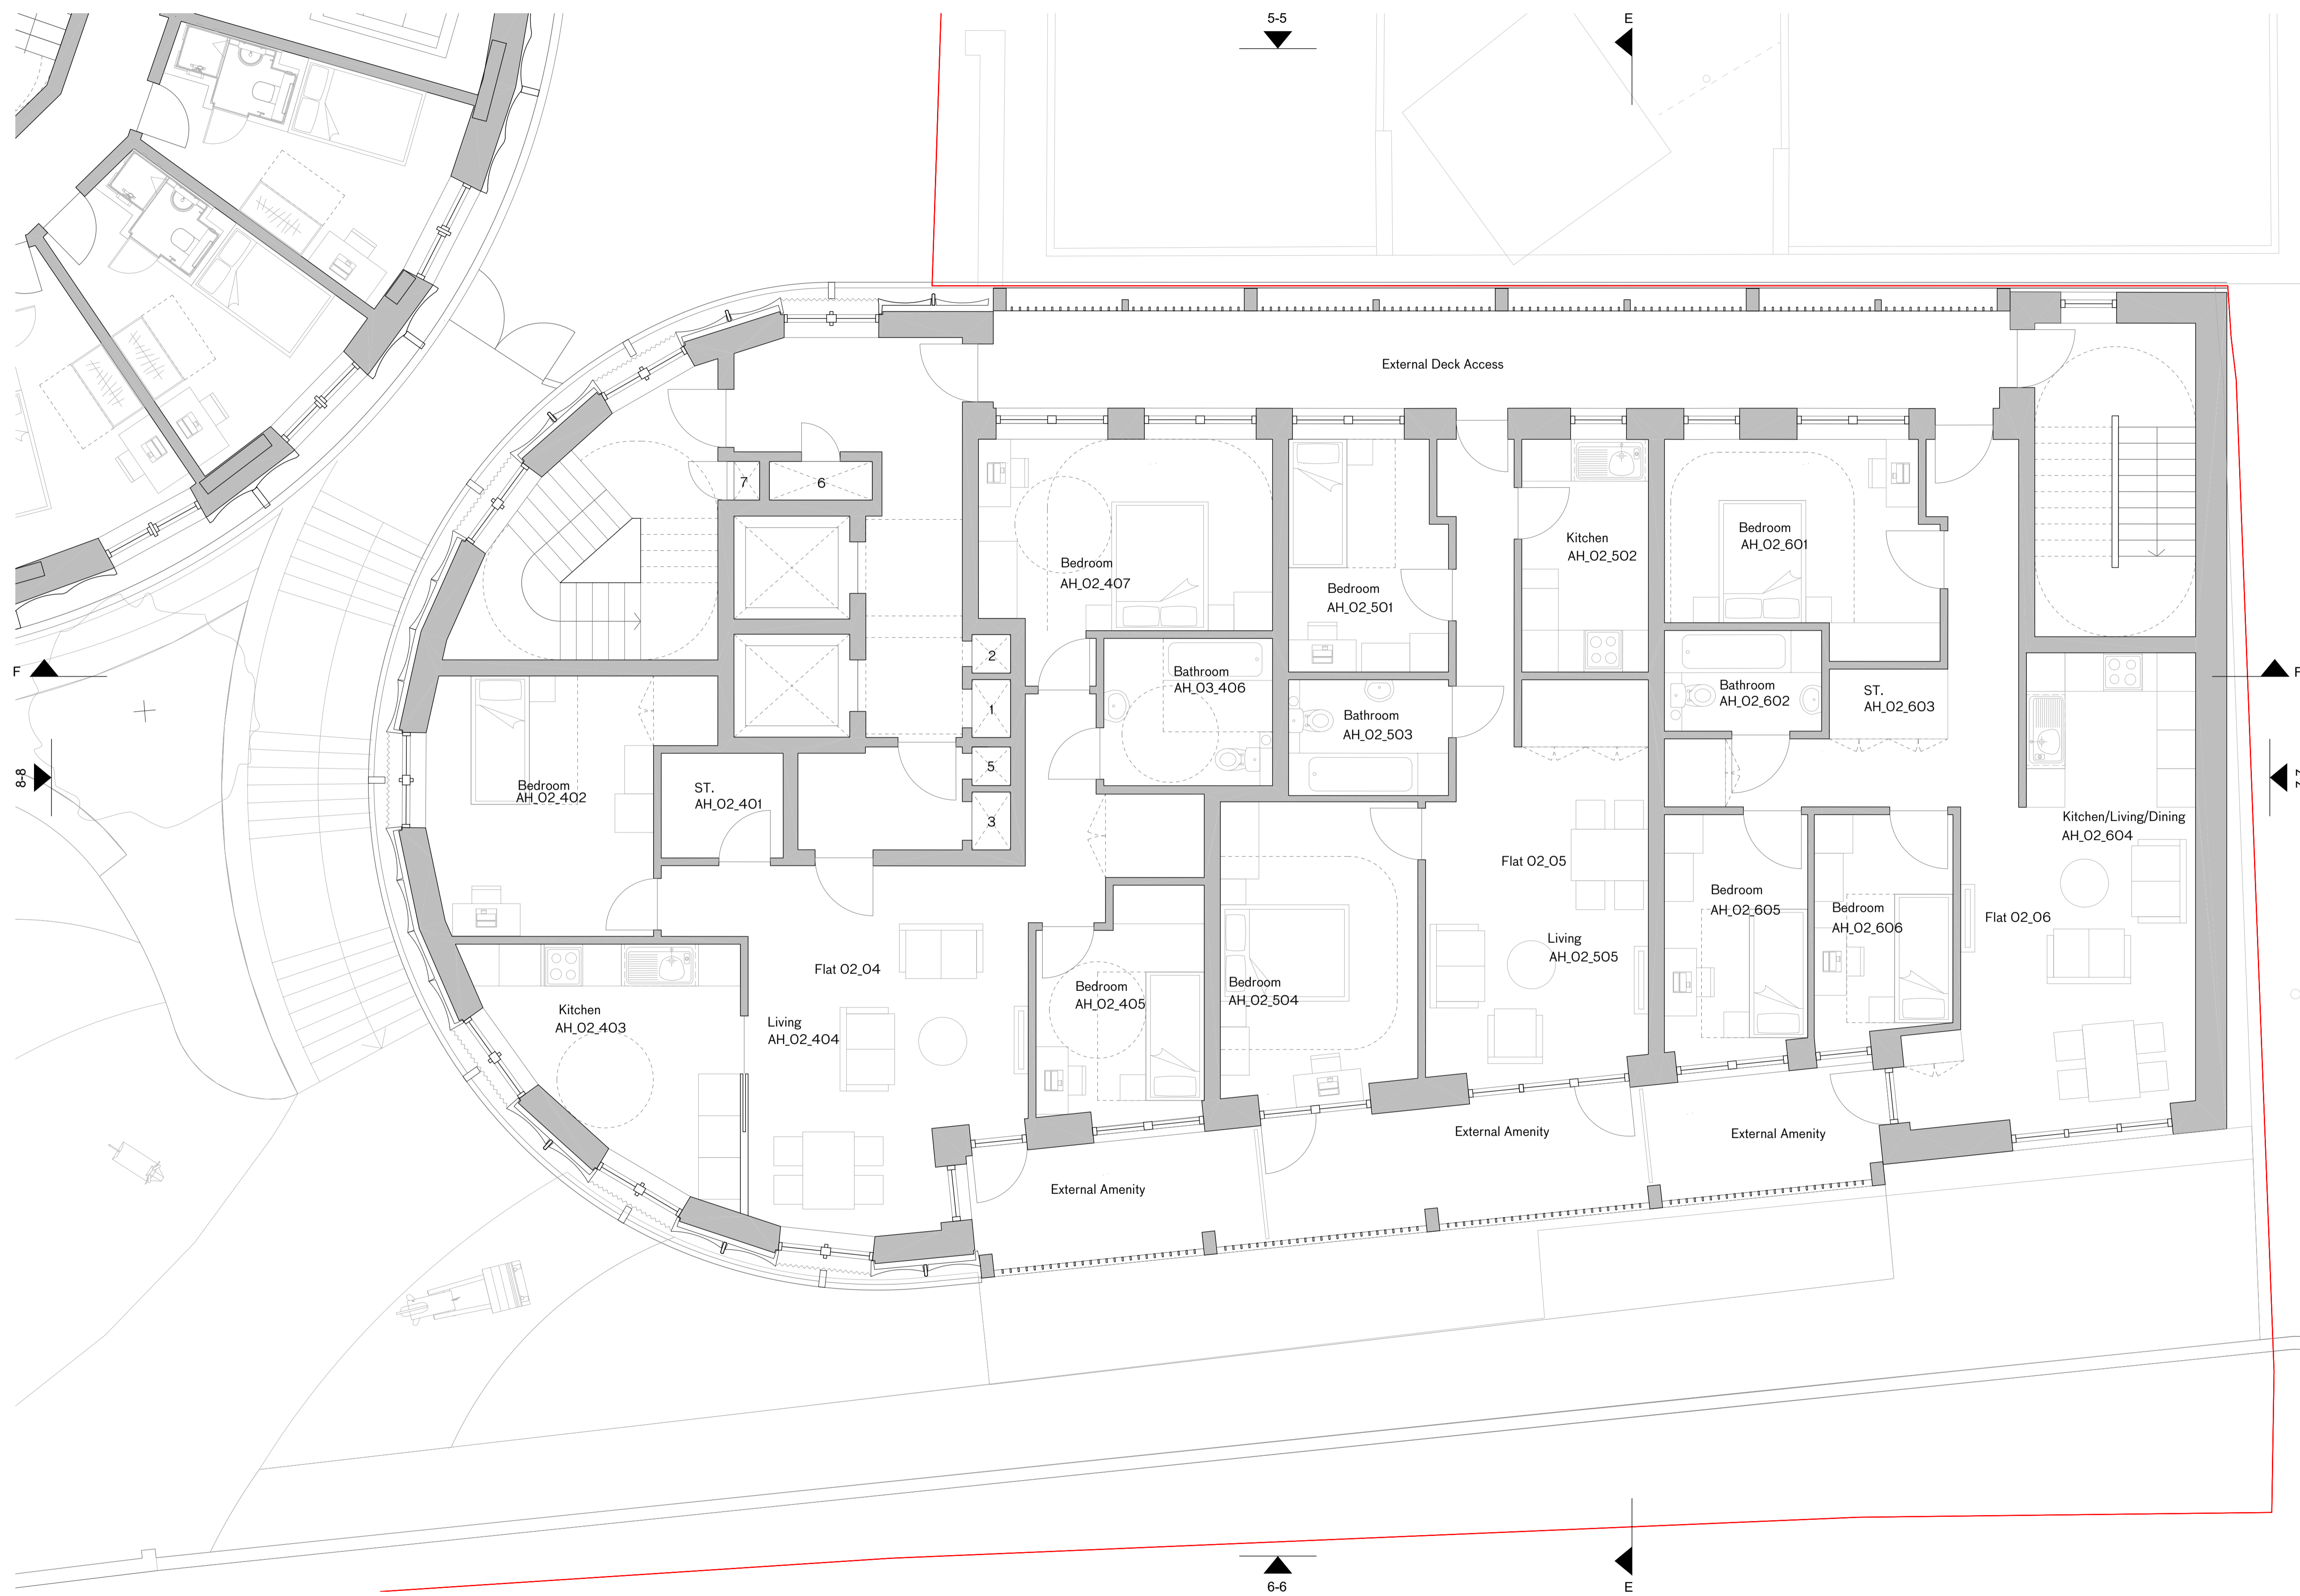 5-5
E
External Deck Access
7
6
Bedroom
AH_02_407
Bedroom
AH_02_501
Kitchen
AH_02_502
Bedroom
AH_02_601
F
2
1
5
3
Bathroom
AH_03_406
Bathroom
AH_02_503
Bathroom
AH_02_602
ST.
AH_02_603
8-8
Bedroom
AH_02_402
ST.
AH_02_401
Kitchen/Living/Dining
AH_02_604
Flat 02_05
Bedroom
AH_02_605
Bedroom
AH_02_606
Flat 02_06
Flat 02_04
Living
AH_02_505
Bedroom
AH_02_405
Bedroom
AH_02_504
Kitchen
AH_02_403
Living
AH_02_404
External Amenity
External Amenity
External Amenity
6-6
E